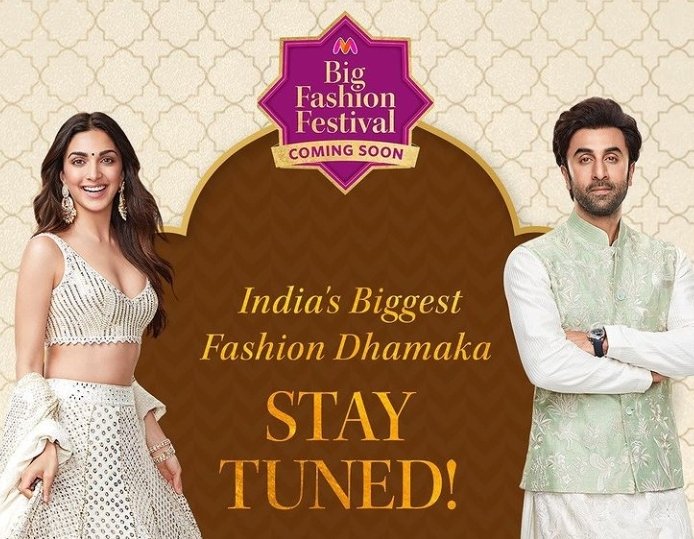 Big
Fashion
Festival
COMING SOON
India's Biggest
Fashion Dhamaka
STAY
TUNED!